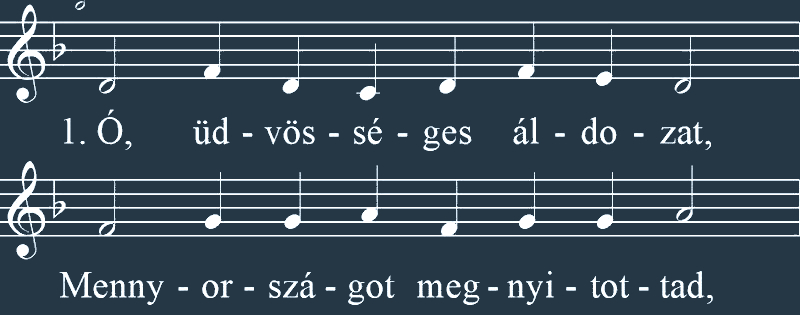 1. Ó, üd - vös - sé - ges ál - do - zat,
Menny - or - szá - got meg - nyi - tot - tad,